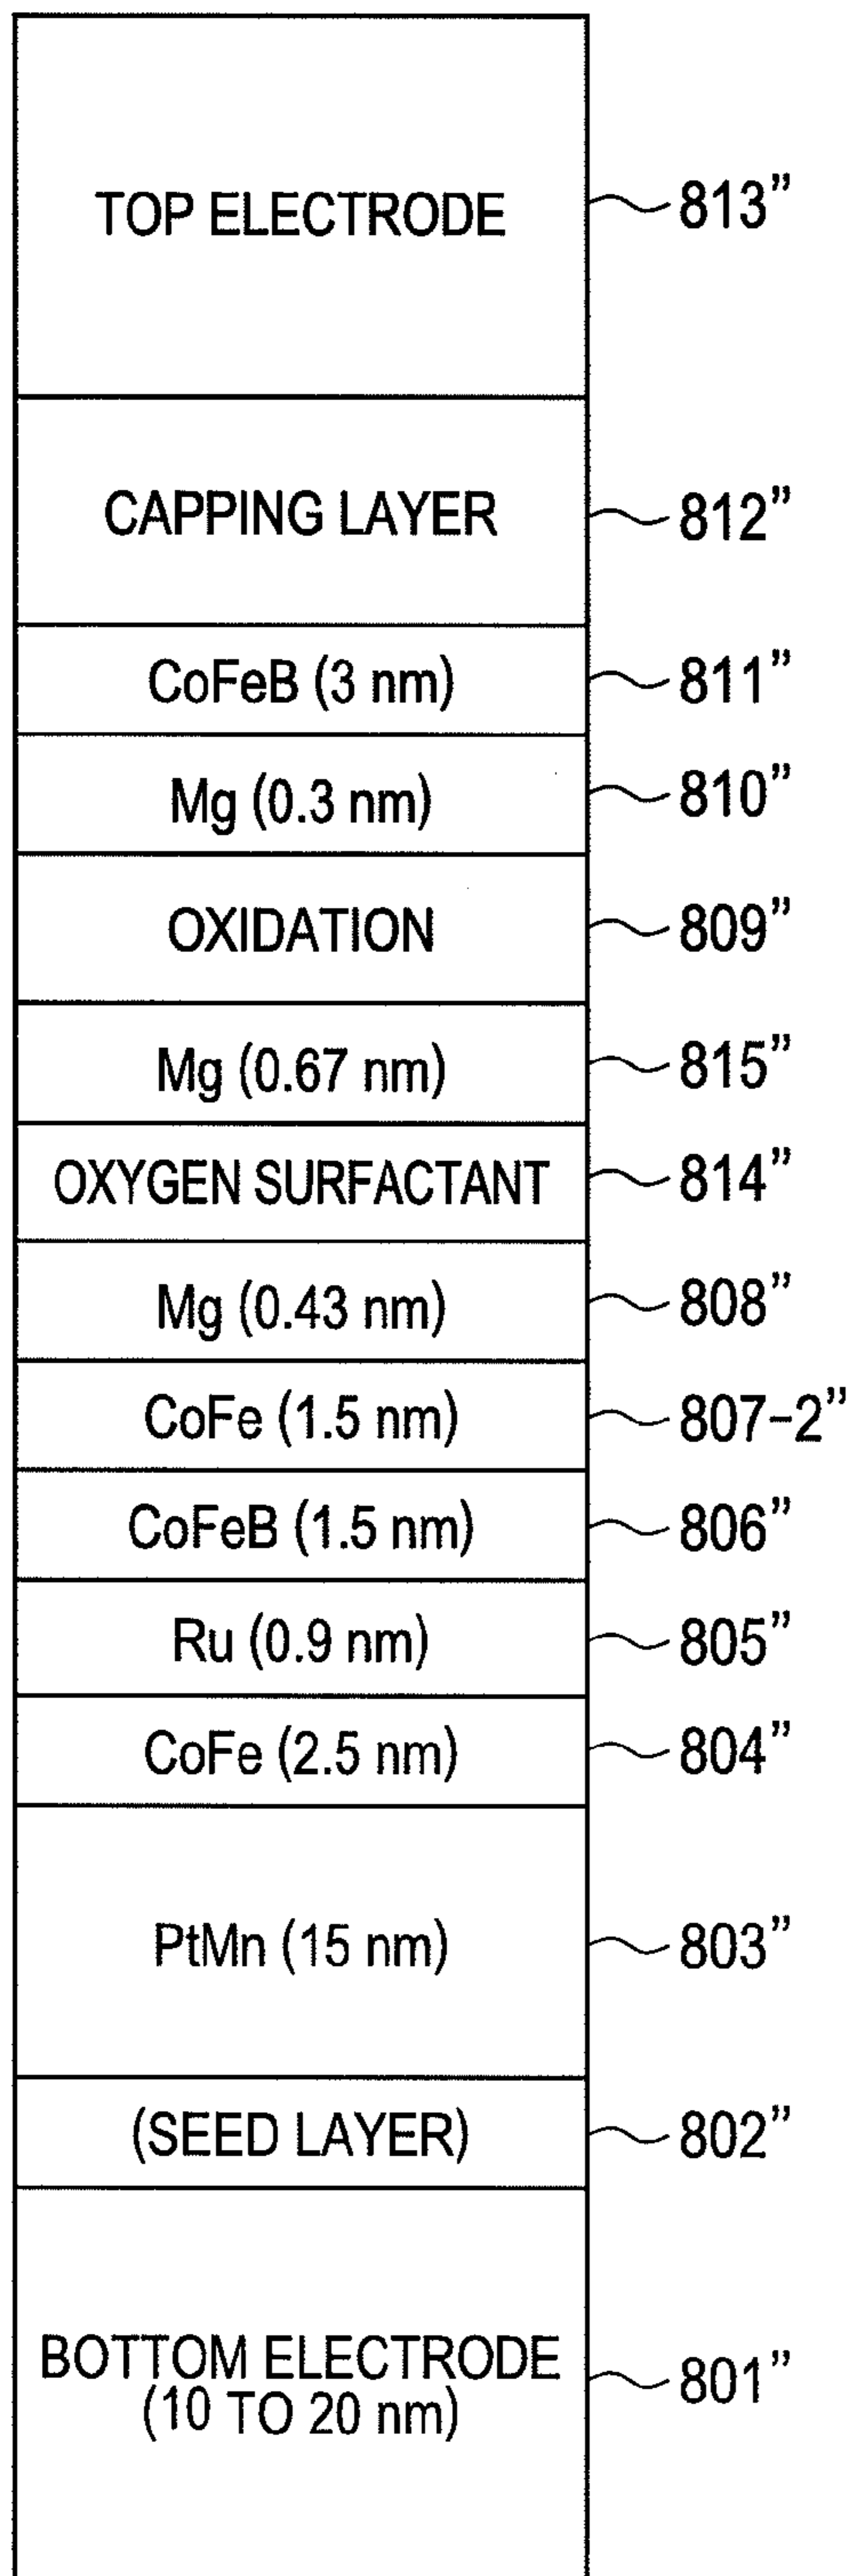 TOP ELECTRODE 813”
CAPPING LAYER 812”
CoFeB (3 nm) 811”
Mg (0.3 nm) 810”
OXIDATION 809”
Mg (0.67 nm) 815”
OXYGEN SURFACTANT 814”
Mg (0.43 nm) 808”
CoFe (1.5 nm) 807-2”
CoFeB (1.5 nm) 806”
Ru (0.9 nm) 805”
CoFe (2.5 nm) 804”
PtMn (15 nm) 803”
(SEED LAYER) 802”
BOTTOM ELECTRODE
(10 TO 20 nm) 801”